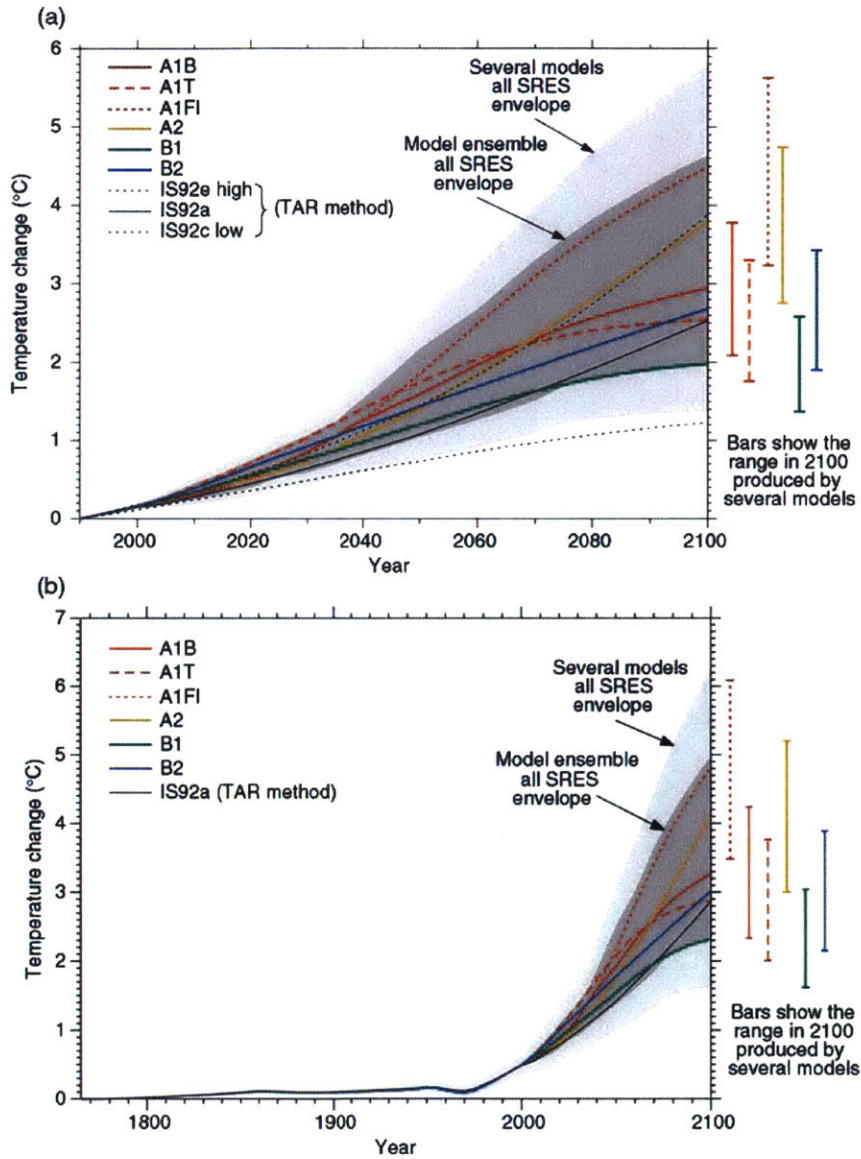 (a)
6
5
4
3
2
1
0
Temperature change (°C)
A1B
A1T
A1FI
A2
B1
B2
IS92e high
IS92a (TAR method)
IS92c low
Several models
all SRES
envelope
Model ensemble
all SRES
envelope
2000 2020 2040 2060 2080 2100
Year
Bars show the
range in 2100
produced by
several models
(b)
7
6
5
4
3
2
1
0
Temperature change (°C)
A1B
A1T
A1FI
A2
B1
B2
IS92a (TAR method)
Several models
all SRES
envelope
Model ensemble
all SRES
envelope
1800 1900 2000 2100
Year
Bars show the
range in 2100
produced by
several models